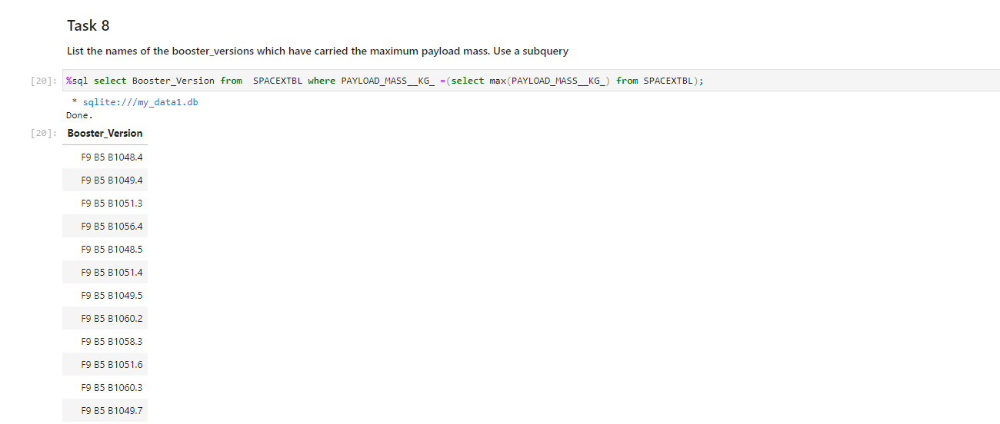 Task 8
List the names of the booster_versions which have carried the maximum payload mass. Use a subquery
[20]: %sql select Booster_Version from  SPACEXTBL where PAYLOAD_MASS__KG_ =(select max(PAYLOAD_MASS__KG_) from SPACEXTBL);
* sqlite:///my_data1.db
Done.
[20]: Booster_Version
F9 B5 B1048.4
F9 B5 B1049.4
F9 B5 B1051.3
F9 B5 B1056.4
F9 B5 B1048.5
F9 B5 B1051.4
F9 B5 B1049.5
F9 B5 B1060.2
F9 B5 B1058.3
F9 B5 B1051.6
F9 B5 B1060.3
F9 B5 B1049.7